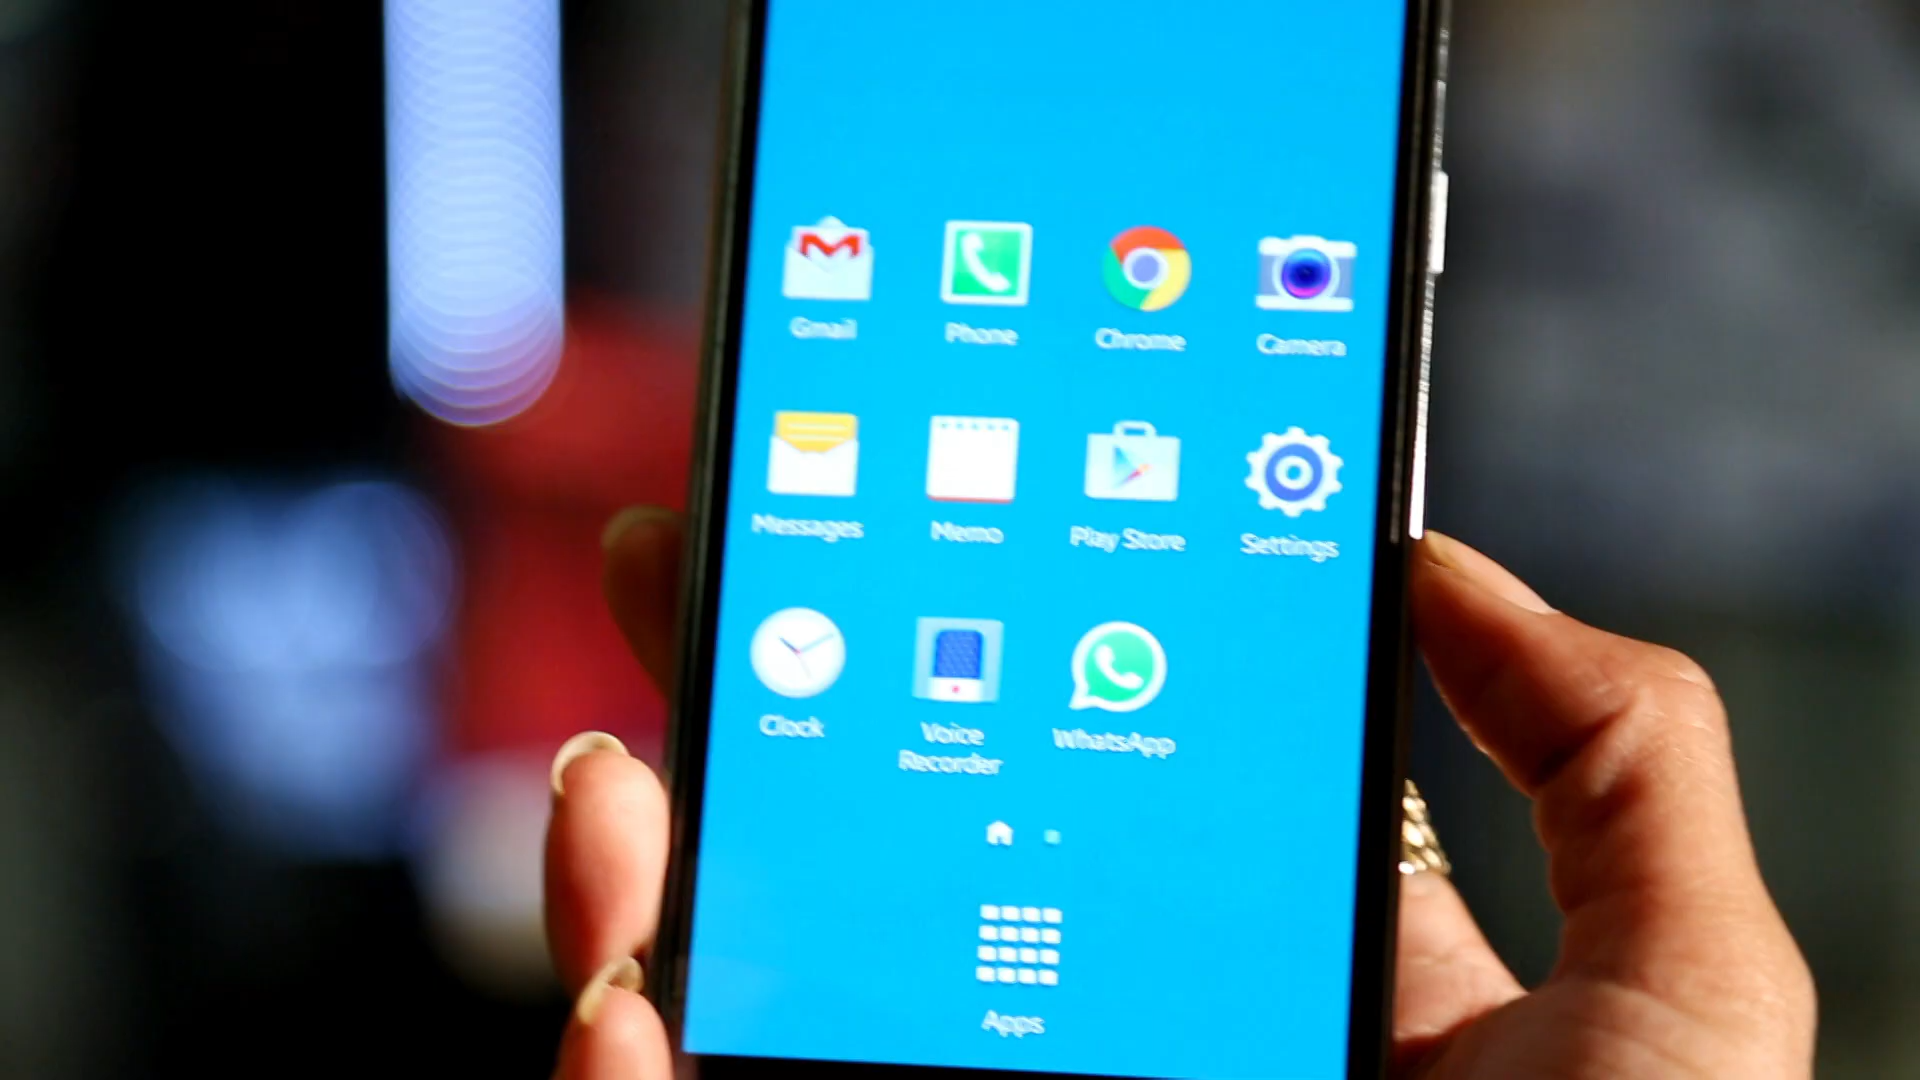 Gmail
Phone
Chrome
Camera
Messages
Memo
Play Store
Settings
Clock
Voice
Recorder
WhatsApp
Apps